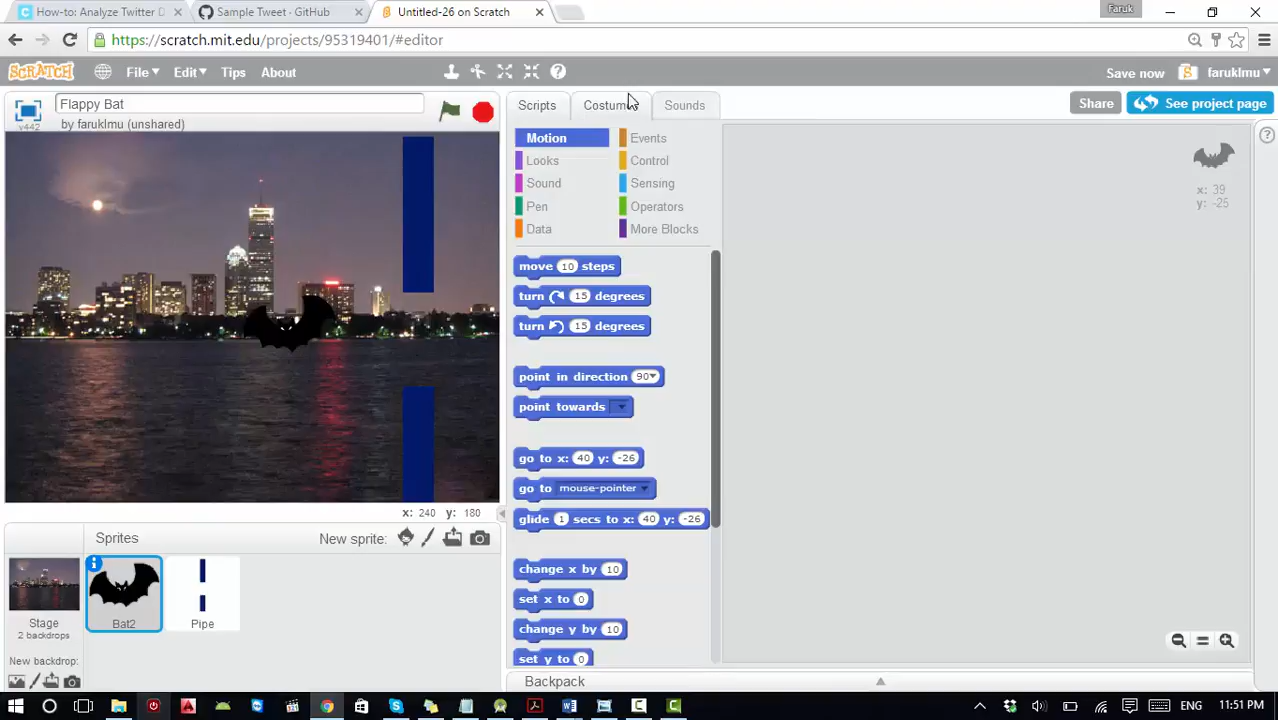 How-to: Analyze Twitter D
Sample Tweet - GitHub
Untitled-26 on Scratch
Faruk
https://scratch.mit.edu/projects/95319401/#editor
SCRATCH
File
Edit
Tips
About
Save now
faruklmu
v442
Flappy Bat
by faruklmu (unshared)
Scripts
Costum
Sounds
Share
See project page
Motion
Events
Looks
Control
Sound
Sensing
Pen
Operators
Data
More Blocks
x: 39
y: -25
move 10 steps
turn 15 degrees
turn 15 degrees
point in direction 90
point towards
go to x: 40 y: -26
go to mouse-pointer
glide 1 secs to x: 40 y: -26
change x by 10
set x to 0
change y by 10
set y to 0
x: 240 y: 180
Sprites
New sprite:
Stage
2 backdrops
Bat2
Pipe
New backdrop:
Backpack
ENG
11:51 PM